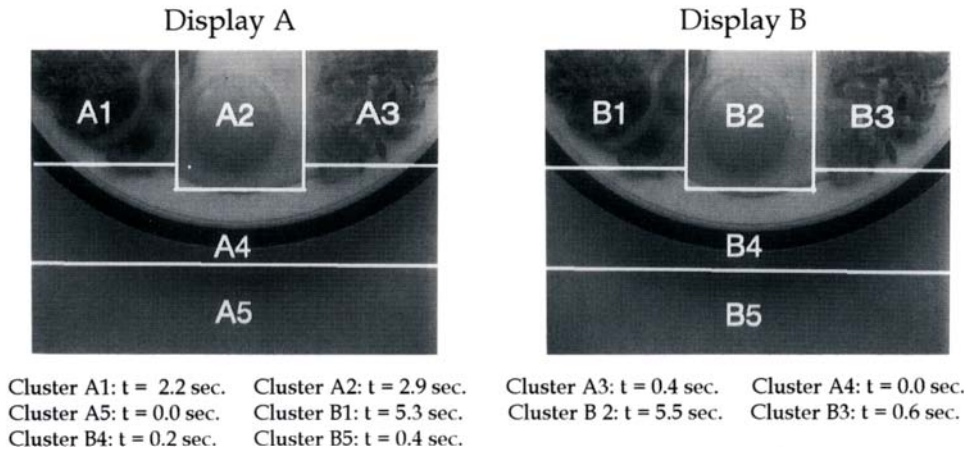 Display A
Display B
A1 A2 A3
B1 B2 B3
A4
B4
A5
B5
Cluster A1: t = 2.2 sec. Cluster A2: t = 2.9 sec. Cluster A3: t = 0.4 sec. Cluster A4: t = 0.0 sec.
Cluster A5: t = 0.0 sec. Cluster B1: t = 5.3 sec. Cluster B 2: t = 5.5 sec. Cluster B3: t = 0.6 sec.
Cluster B4: t = 0.2 sec. Cluster B5: t = 0.4 sec.